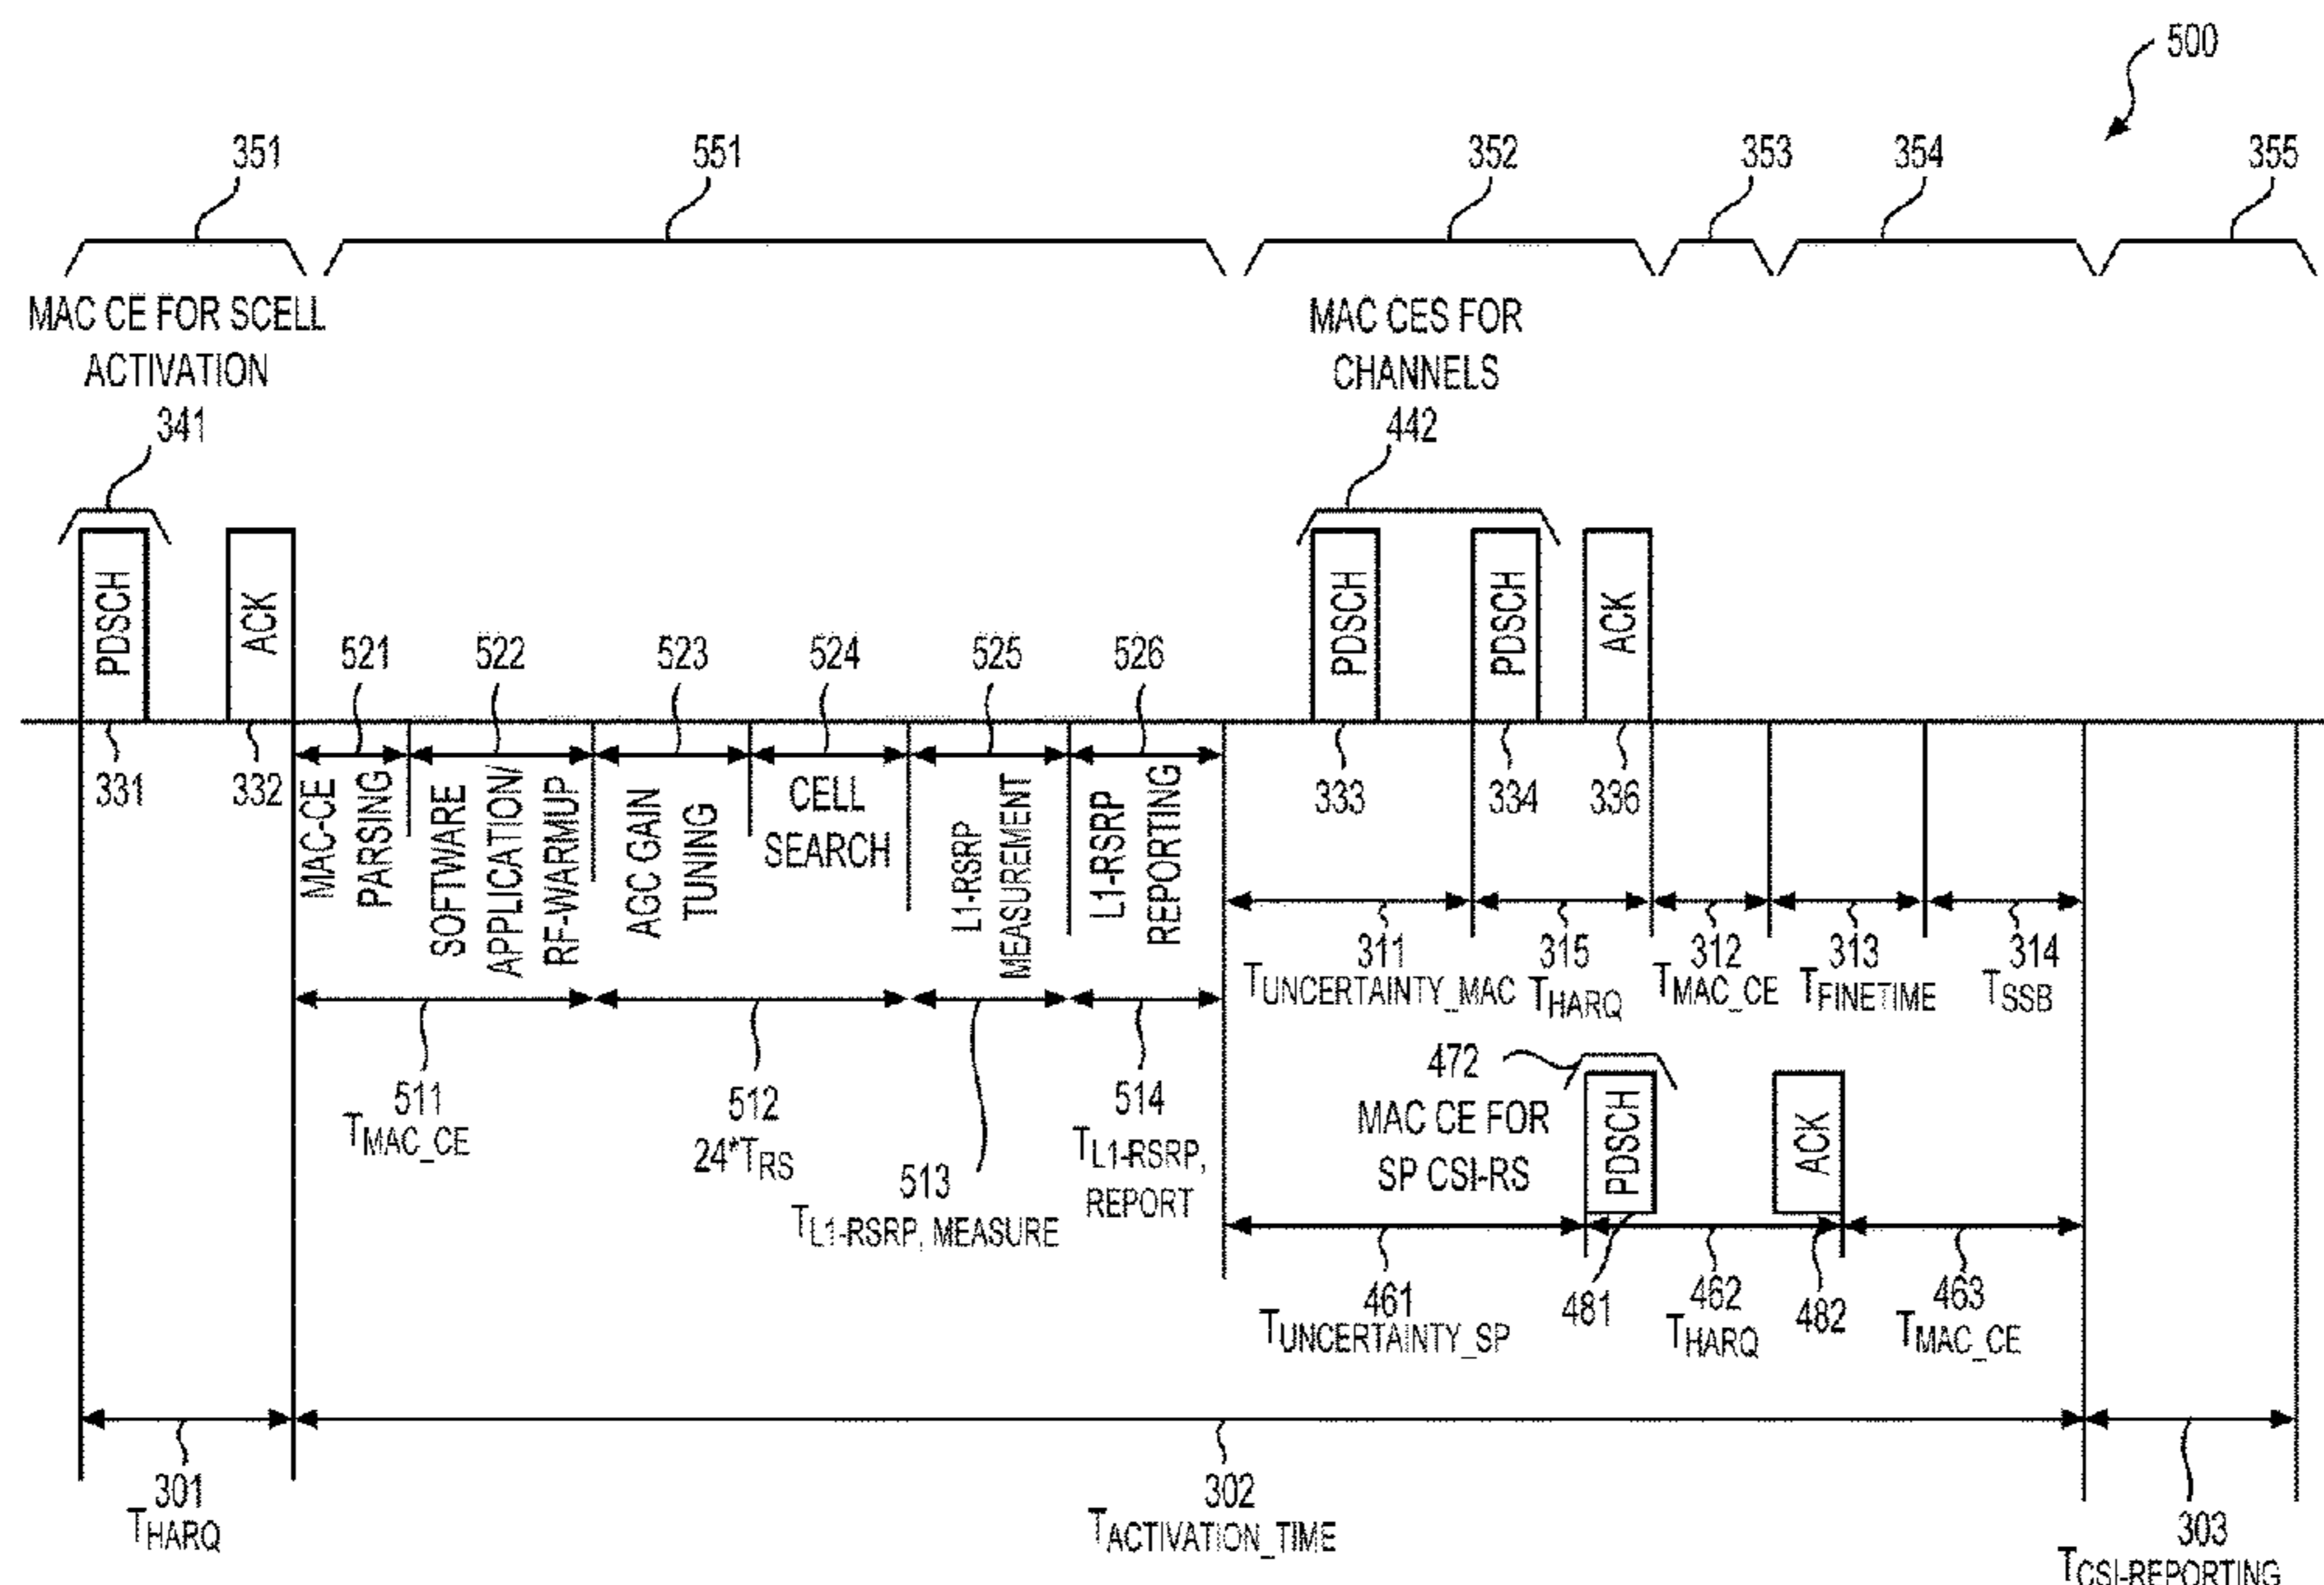 500
351
551
352
353
354
355
MAC CE FOR SCELL
ACTIVATION
341
MAC CES FOR
CHANNELS
442
PDSCH
ACK
PDSCH
PDSCH
ACK
521
522
523
524
525
526
331
332
333
334
336
MAC-CE
PARSING
SOFTWARE
APPLICATION/
RF-WARMUP
AGC GAIN
TUNING
CELL
SEARCH
L1-RSRP
MEASUREMENT
L1-RSRP
REPORTING
311
TUNCERTAINTY_MAC
315
THARQ
312
TMAC_CE
313
TFINETIME
314
TSSB
511
TMAC_CE
512
24*TRS
513
TL1-RSRP, MEASURE
514
TL1-RSRP,
REPORT
472
MAC CE FOR
SP CSI-RS
PDSCH
ACK
461
TUNCERTAINTY_SP
481
462
THARQ
482
463
TMAC_CE
301
THARQ
302
TACTIVATION_TIME
303
TCSI-REPORTING